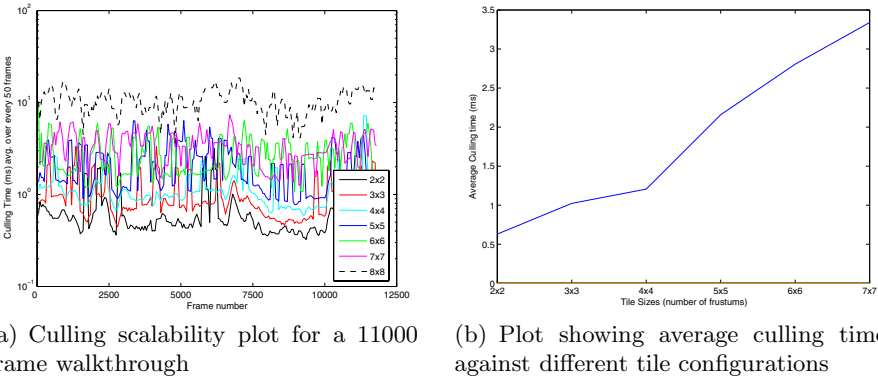 10^2
10^1
10^0
10^-1
Culling Time (ms) avg. over every 50 frames
0
2500
5000
7500
10000
12500
Frame number
2x2
3x3
4x4
5x5
6x6
7x7
8x8
3.5
3
2.5
2
1.5
1
0.5
0
Average Culling time (ms)
2x2
3x3
4x4
5x5
6x6
7x7
Tile Sizes (number of frustums)
a) Culling scalability plot for a 11000
rame walkthrough
(b) Plot showing average culling time
against different tile configurations